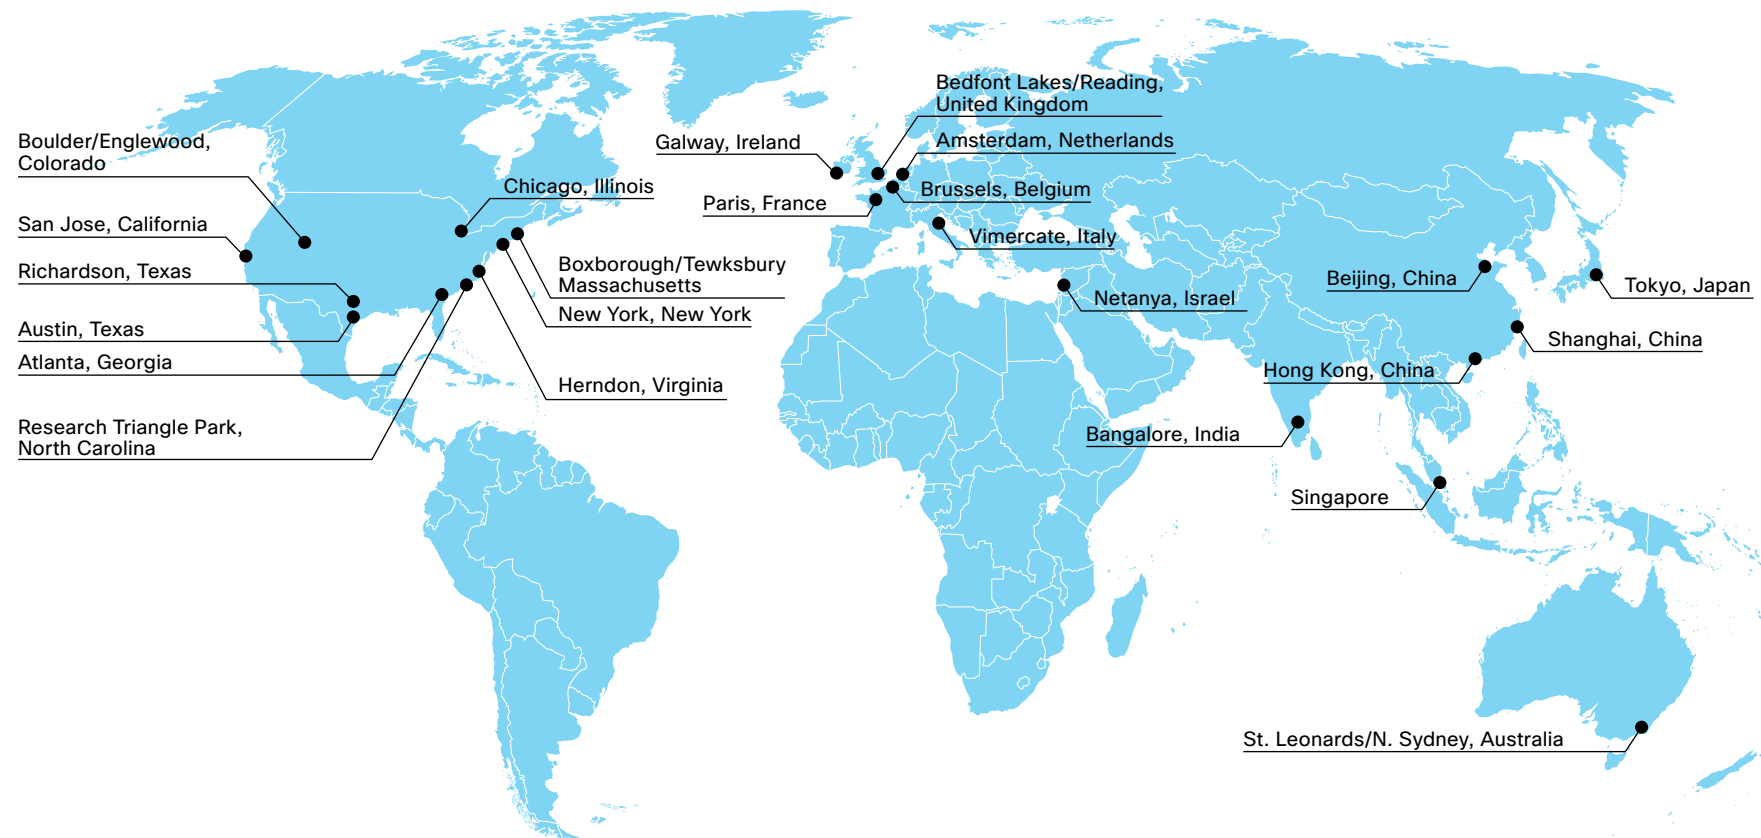 Boulder/Englewood,
Colorado
San Jose, California
Richardson, Texas
Austin, Texas
Atlanta, Georgia
Research Triangle Park,
North Carolina
Chicago, Illinois
Boxborough/Tewksbury
Massachusetts
New York, New York
Herndon, Virginia
Galway, Ireland
Paris, France
Bedfont Lakes/Reading,
United Kingdom
Amsterdam, Netherlands
Brussels, Belgium
Vimercate, Italy
Netanya, Israel
Bangalore, India
Beijing, China
Hong Kong, China
Singapore
Tokyo, Japan
Shanghai, China
St. Leonards/N. Sydney, Australia